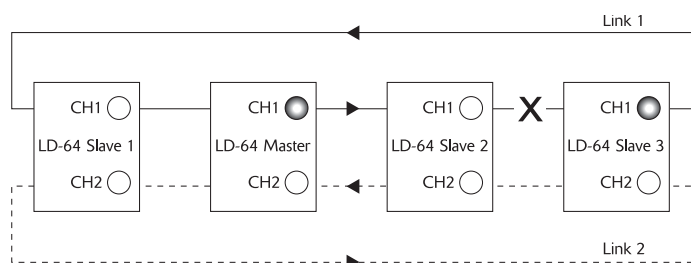 Link 1
CH1
LD-64 Slave 1
CH2
CH1
LD-64 Master
CH2
CH1
LD-64 Slave 2
CH2
X
CH1
LD-64 Slave 3
CH2
Link 2